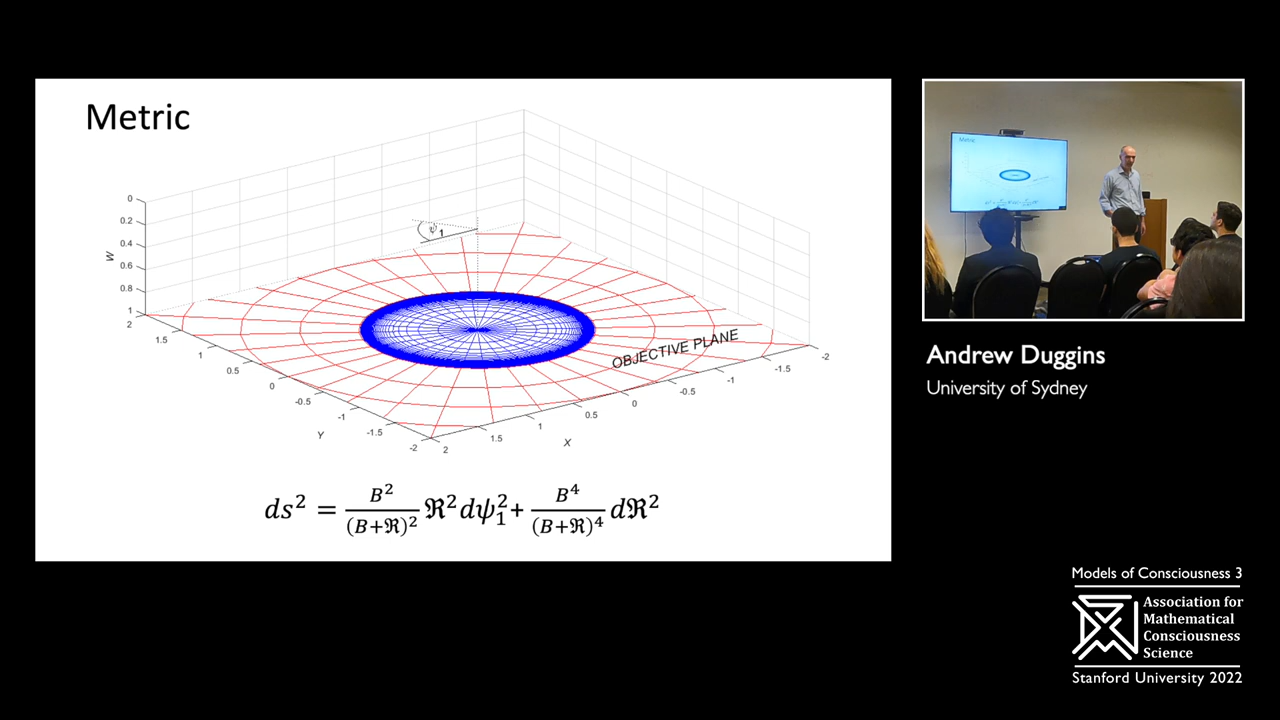 Metric
0
0.2
0.4
0.6
0.8
1
W
2
1.5
1
0.5
0
-0.5
-1
-1.5
-2
Y
2
1.5
1
0.5
0
-0.5
-1
-1.5
-2
X
ψ1
OBJECTIVE PLANE
ds² = B²/(B+ℜ)² ℜ²dψ₁²+ B⁴/(B+ℜ)⁴ dℜ²
Metric
Andrew Duggins
University of Sydney
Models of Consciousness 3
Association for
Mathematical
Consciousness
Science
Stanford University 2022